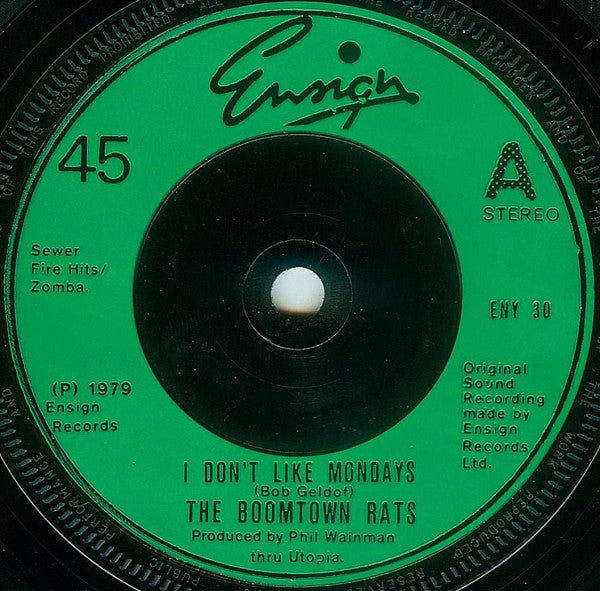 Ensign
45
A
STEREO
Sewer
Fire Hits/
Zomba.
ENY 30
(P) 1979
Ensign
Records
Original
Sound
Recording
made by
Ensign
Records
Ltd.
I DON'T LIKE MONDAYS
(Bob Geldof)
THE BOOMTOWN RATS
Produced by Phil Wainman
thru Utopia.